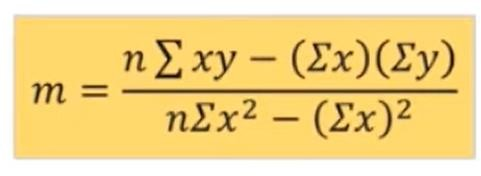 m = n ∑ xy − (Σx)(Σy) / nΣx² − (Σx)²